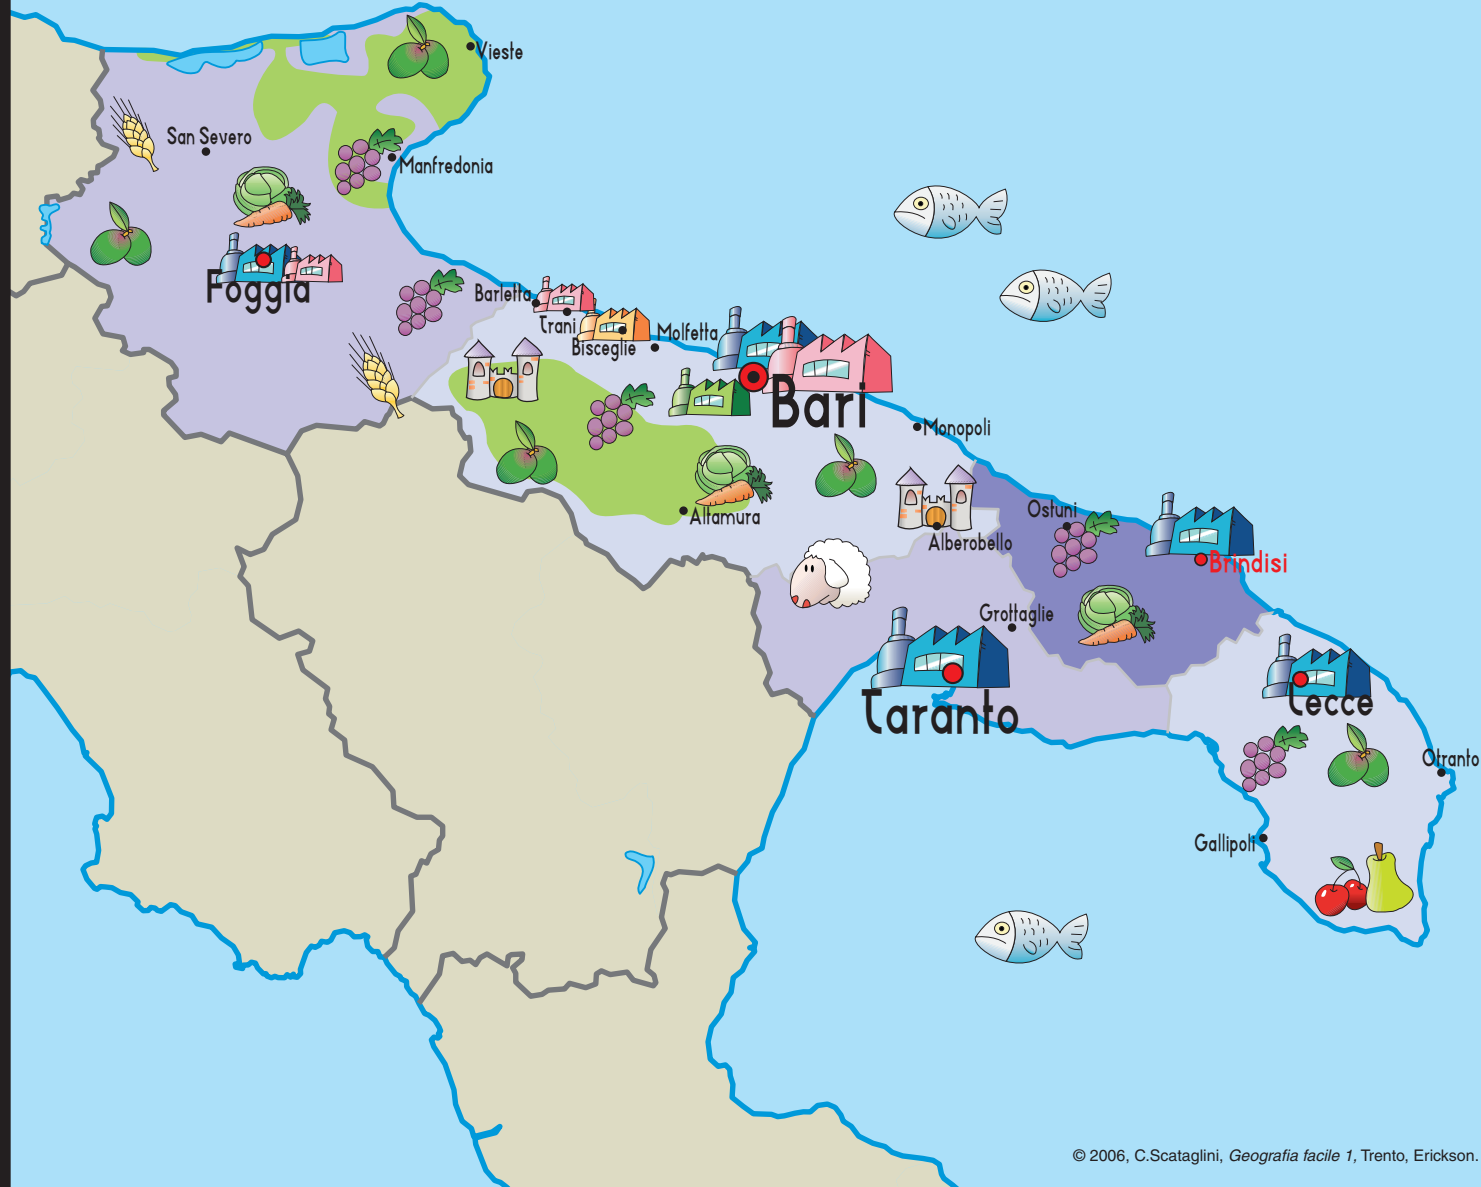 Vieste
San Severo
Manfredonia
Foggia
Barletta
Trani
Bisceglie
Molfetta
Bari
Monopoli
Altamura
Ostuni
Alberobello
Brindisi
Grottaglie
Taranto
Lecce
Otranto
Gallipoli
© 2006, C.Scataglini, Geografia facile 1, Trento, Erickson.